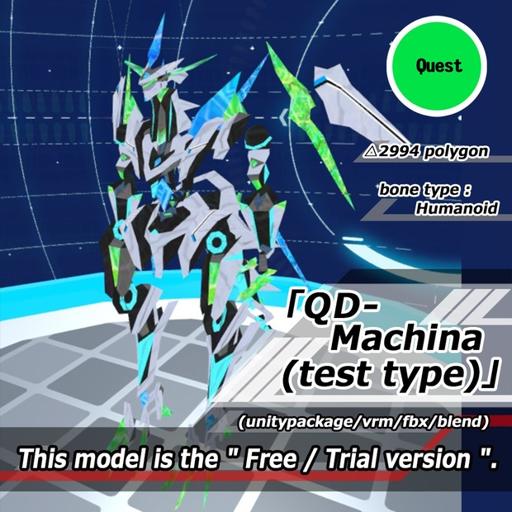 Quest
△2994 polygon
bone type :
Humanoid
「QD-
Machina
(test type)」
(unitypackage/vrm/fbx/blend)
This model is the " Free / Trial version ".